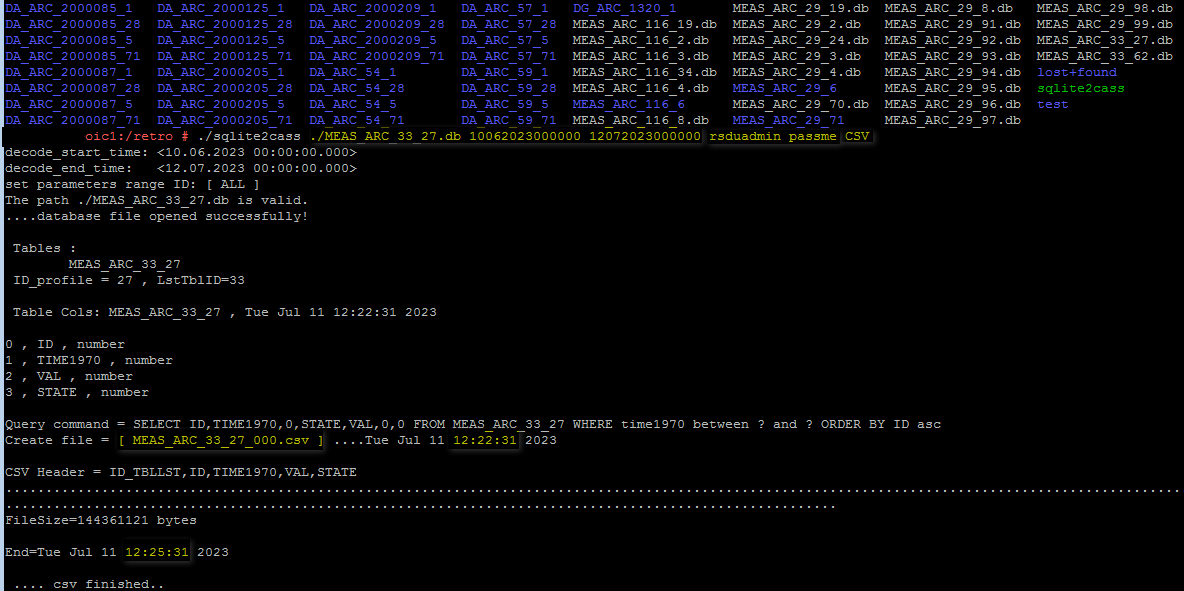 DA_ARC_2000085_1 DA_ARC_2000125_1 DA_ARC_2000209_1 DA_ARC_57_1 DG_ARC_1320_1 MEAS_ARC_29_19.db MEAS_ARC_29_8.db MEAS_ARC_29_98.db
DA_ARC_2000085_28 DA_ARC_2000125_28 DA_ARC_2000209_28 DA_ARC_57_28 MEAS_ARC_116_19.db MEAS_ARC_29_2.db MEAS_ARC_29_91.db MEAS_ARC_29_99.db
DA_ARC_2000085_5 DA_ARC_2000125_5 DA_ARC_2000209_5 DA_ARC_57_5 MEAS_ARC_116_2.db MEAS_ARC_29_24.db MEAS_ARC_29_92.db MEAS_ARC_33_27.db
DA_ARC_2000085_71 DA_ARC_2000125_71 DA_ARC_2000209_71 DA_ARC_57_71 MEAS_ARC_116_3.db MEAS_ARC_29_3.db MEAS_ARC_29_93.db MEAS_ARC_33_62.db
DA_ARC_2000087_1 DA_ARC_2000205_1 DA_ARC_54_1 DA_ARC_59_1 MEAS_ARC_116_34.db MEAS_ARC_29_4.db MEAS_ARC_29_94.db lost+found
DA_ARC_2000087_28 DA_ARC_2000205_28 DA_ARC_54_28 DA_ARC_59_28 MEAS_ARC_116_4.db MEAS_ARC_29_6 MEAS_ARC_29_95.db sqlite2cass
DA_ARC_2000087_5 DA_ARC_2000205_5 DA_ARC_54_5 DA_ARC_59_5 MEAS_ARC_116_6 MEAS_ARC_29_70.db MEAS_ARC_29_96.db test
DA_ARC_2000087_71 DA_ARC_2000205_71 DA_ARC_54_71 DA_ARC_59_71 MEAS_ARC_116_8.db MEAS_ARC_29_71 MEAS_ARC_29_97.db
oic1:/retro # ./sqlite2cass ./MEAS_ARC_33_27.db 10062023000000 12072023000000 rsduadmin passme CSV
decode_start_time: <10.06.2023 00:00:00.000>
decode_end_time: <12.07.2023 00:00:00.000>
set parameters range ID: [ ALL ]
The path ./MEAS_ARC_33_27.db is valid.
....database file opened successfully!
Tables :
MEAS_ARC_33_27
ID_profile = 27 , LstTblID=33
Table Cols: MEAS_ARC_33_27 , Tue Jul 11 12:22:31 2023
0 , ID , number
1 , TIME1970 , number
2 , VAL , number
3 , STATE , number
Query command = SELECT ID,TIME1970,0,STATE,VAL,0,0 FROM MEAS_ARC_33_27 WHERE time1970 between ? and ? ORDER BY ID asc
Create file = [ MEAS_ARC_33_27_000.csv ] ....Tue Jul 11 12:22:31 2023
CSV Header = ID_TBLLST,ID,TIME1970,VAL,STATE
...................................................................................................................................................
........................................................................................................
FileSize=144361121 bytes
End=Tue Jul 11 12:25:31 2023
.... csv finished..